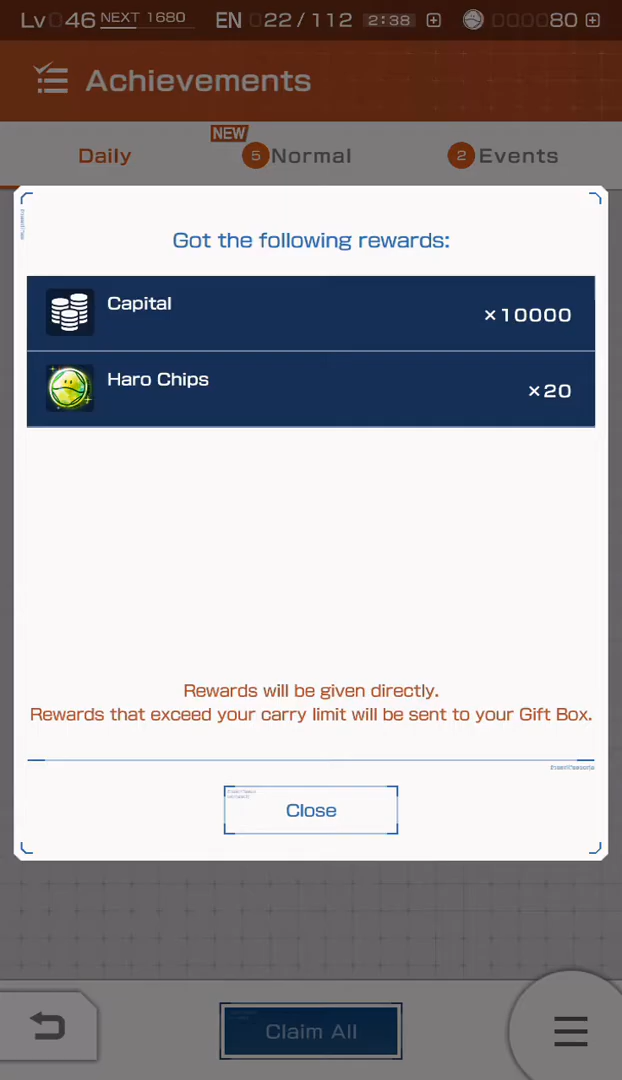 Lv 046 NEXT 1680 EN 022/112 2:38 000080
Achievements
Daily
NEW
5 Normal
2 Events
Got the following rewards:
Capital
×10000
Haro Chips
×20
Rewards will be given directly.
Rewards that exceed your carry limit will be sent to your Gift Box.
Close
Claim All